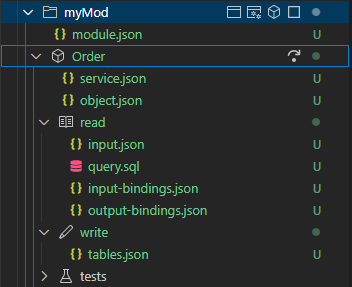 myMod
module.json U
Order
service.json U
object.json U
read
input.json U
query.sql U
input-bindings.json U
output-bindings.json U
write
tables.json U
tests